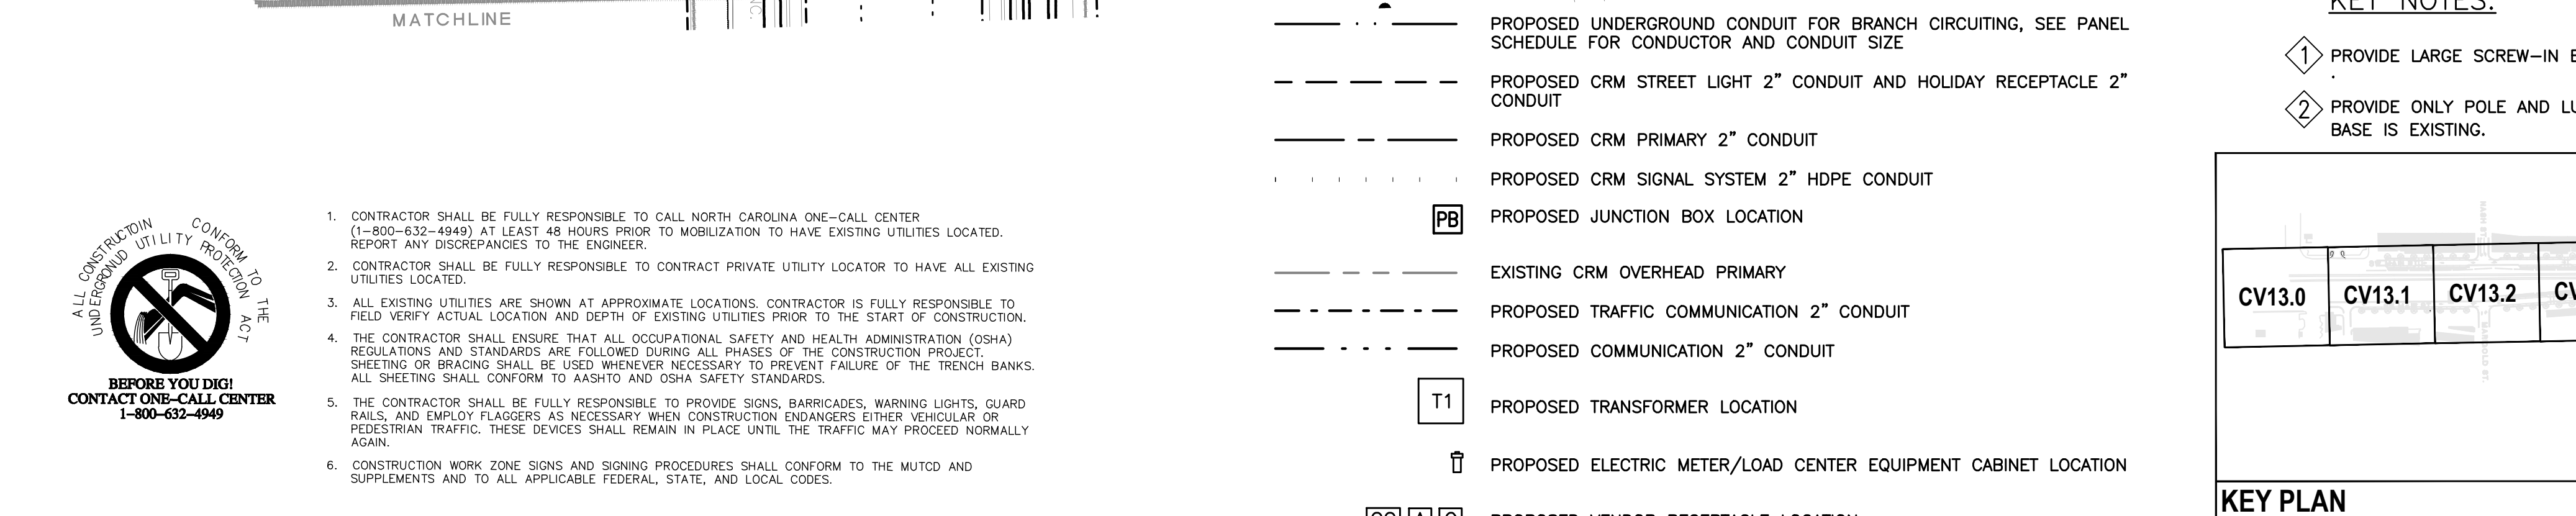 MATCHLINE
INC.
ALL CONSTRUCTOIN CONFORM TO THE
UNDERGRONUD UTILITY PROTECTION ACT
BEFORE YOU DIG!
CONTACT ONE-CALL CENTER
1-800-632-4949
1. CONTRACTOR SHALL BE FULLY RESPONSIBLE TO CALL NORTH CAROLINA ONE-CALL CENTER
(1-800-632-4949) AT LEAST 48 HOURS PRIOR TO MOBILIZATION TO HAVE EXISTING UTILITIES LOCATED.
REPORT ANY DISCREPANCIES TO THE ENGINEER.
2. CONTRACTOR SHALL BE FULLY RESPONSIBLE TO CONTRACT PRIVATE UTILITY LOCATOR TO HAVE ALL EXISTING
UTILITIES LOCATED.
3. ALL EXISTING UTILITIES ARE SHOWN AT APPROXIMATE LOCATIONS. CONTRACTOR IS FULLY RESPONSIBLE TO
FIELD VERIFY ACTUAL LOCATION AND DEPTH OF EXISTING UTILITIES PRIOR TO THE START OF CONSTRUCTION.
4. THE CONTRACTOR SHALL ENSURE THAT ALL OCCUPATIONAL SAFETY AND HEALTH ADMINISTRATION (OSHA)
REGULATIONS AND STANDARDS ARE FOLLOWED DURING ALL PHASES OF THE CONSTRUCTION PROJECT.
SHEETING OR BRACING SHALL BE USED WHENEVER NECESSARY TO PREVENT FAILURE OF THE TRENCH BANKS.
ALL SHEETING SHALL CONFORM TO AASHTO AND OSHA SAFETY STANDARDS.
5. THE CONTRACTOR SHALL BE FULLY RESPONSIBLE TO PROVIDE SIGNS, BARRICADES, WARNING LIGHTS, GUARD
RAILS, AND EMPLOY FLAGGERS AS NECESSARY WHEN CONSTRUCTION ENDANGERS EITHER VEHICULAR OR
PEDESTRIAN TRAFFIC. THESE DEVICES SHALL REMAIN IN PLACE UNTIL THE TRAFFIC MAY PROCEED NORMALLY
AGAIN.
6. CONSTRUCTION WORK ZONE SIGNS AND SIGNING PROCEDURES SHALL CONFORM TO THE MUTCD AND
SUPPLEMENTS AND TO ALL APPLICABLE FEDERAL, STATE, AND LOCAL CODES.
PROPOSED UNDERGROUND CONDUIT FOR BRANCH CIRCUITING, SEE PANEL
SCHEDULE FOR CONDUCTOR AND CONDUIT SIZE
PROPOSED CRM STREET LIGHT 2" CONDUIT AND HOLIDAY RECEPTACLE 2"
CONDUIT
PROPOSED CRM PRIMARY 2" CONDUIT
PROPOSED CRM SIGNAL SYSTEM 2" HDPE CONDUIT
PB PROPOSED JUNCTION BOX LOCATION
EXISTING CRM OVERHEAD PRIMARY
PROPOSED TRAFFIC COMMUNICATION 2" CONDUIT
PROPOSED COMMUNICATION 2" CONDUIT
T1 PROPOSED TRANSFORMER LOCATION
PROPOSED ELECTRIC METER/LOAD CENTER EQUIPMENT CABINET LOCATION
PROPOSED VENDOR RECEPTACLE LOCATION
KEY NOTES:
1 PROVIDE LARGE SCREW-IN
.
2 PROVIDE ONLY POLE AND
BASE IS EXISTING.
CV13.0 CV13.1 CV13.2
KEY PLAN